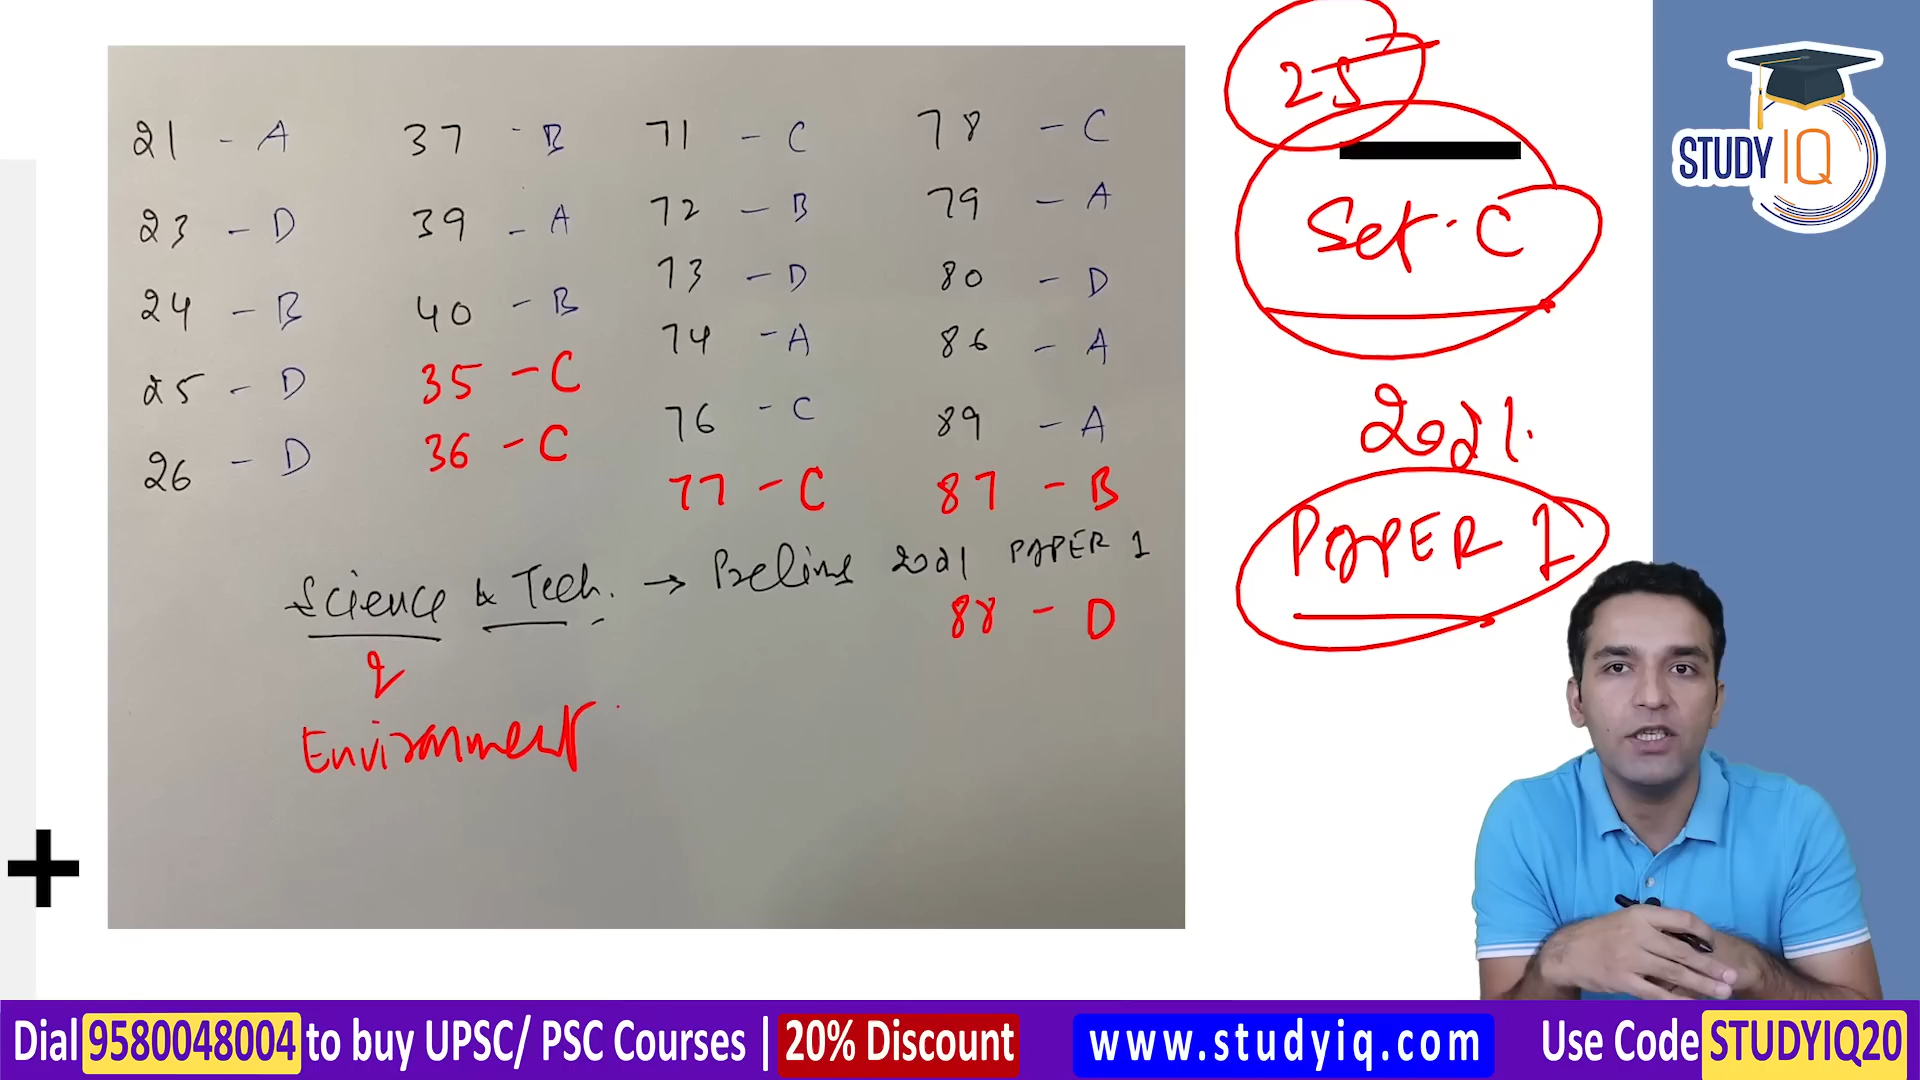 21 - A 37 - B 71 - C 78 - C
23 - D 39 - A 72 - B 79 - A
24 - B 40 - B 73 - D 80 - D
25 - D 35 - C 74 - A 86 - A
26 - D 36 - C 76 - C 89 - A
77 - C 87 - B
Science & Tech. → Prelims 2021 PAPER 1
88 - D
&
Environment
25
Set - C
2021.
PAPER 1
STUDY IQ
Dial 9580048004 to buy UPSC/ PSC Courses | 20% Discount www.studyiq.com Use Code STUDYIQ20